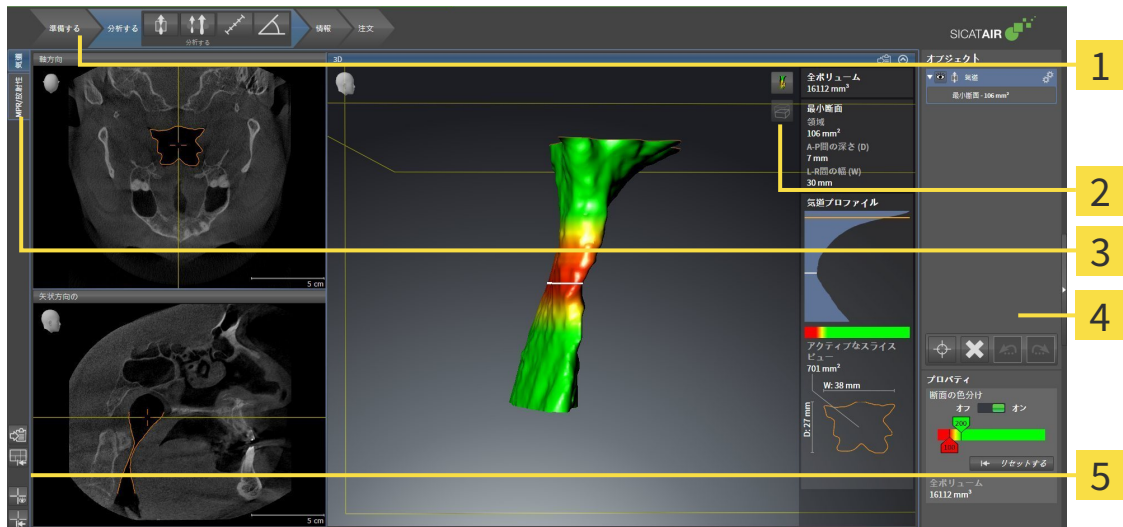 準備する
分析する
分析する
情報
注文
SICATAIR
1
気道
MPR/放射性
軸方向
5 cm
矢状方向の
5 cm
3D
全ボリューム
16112 mm³
最小断面
領域
106 mm²
A-P間の深さ (D)
7 mm
L-R間の幅 (W)
30 mm
気道プロファイル
アクティブなスライス
ビュー
701 mm²
W: 38 mm
D: 27 mm
オブジェクト
気道
最小断面 - 106 mm²
2
3
4
プロパティ
断面の色分け
オフ
オン
200
100
リセットする
全ボリューム
16112 mm³
5